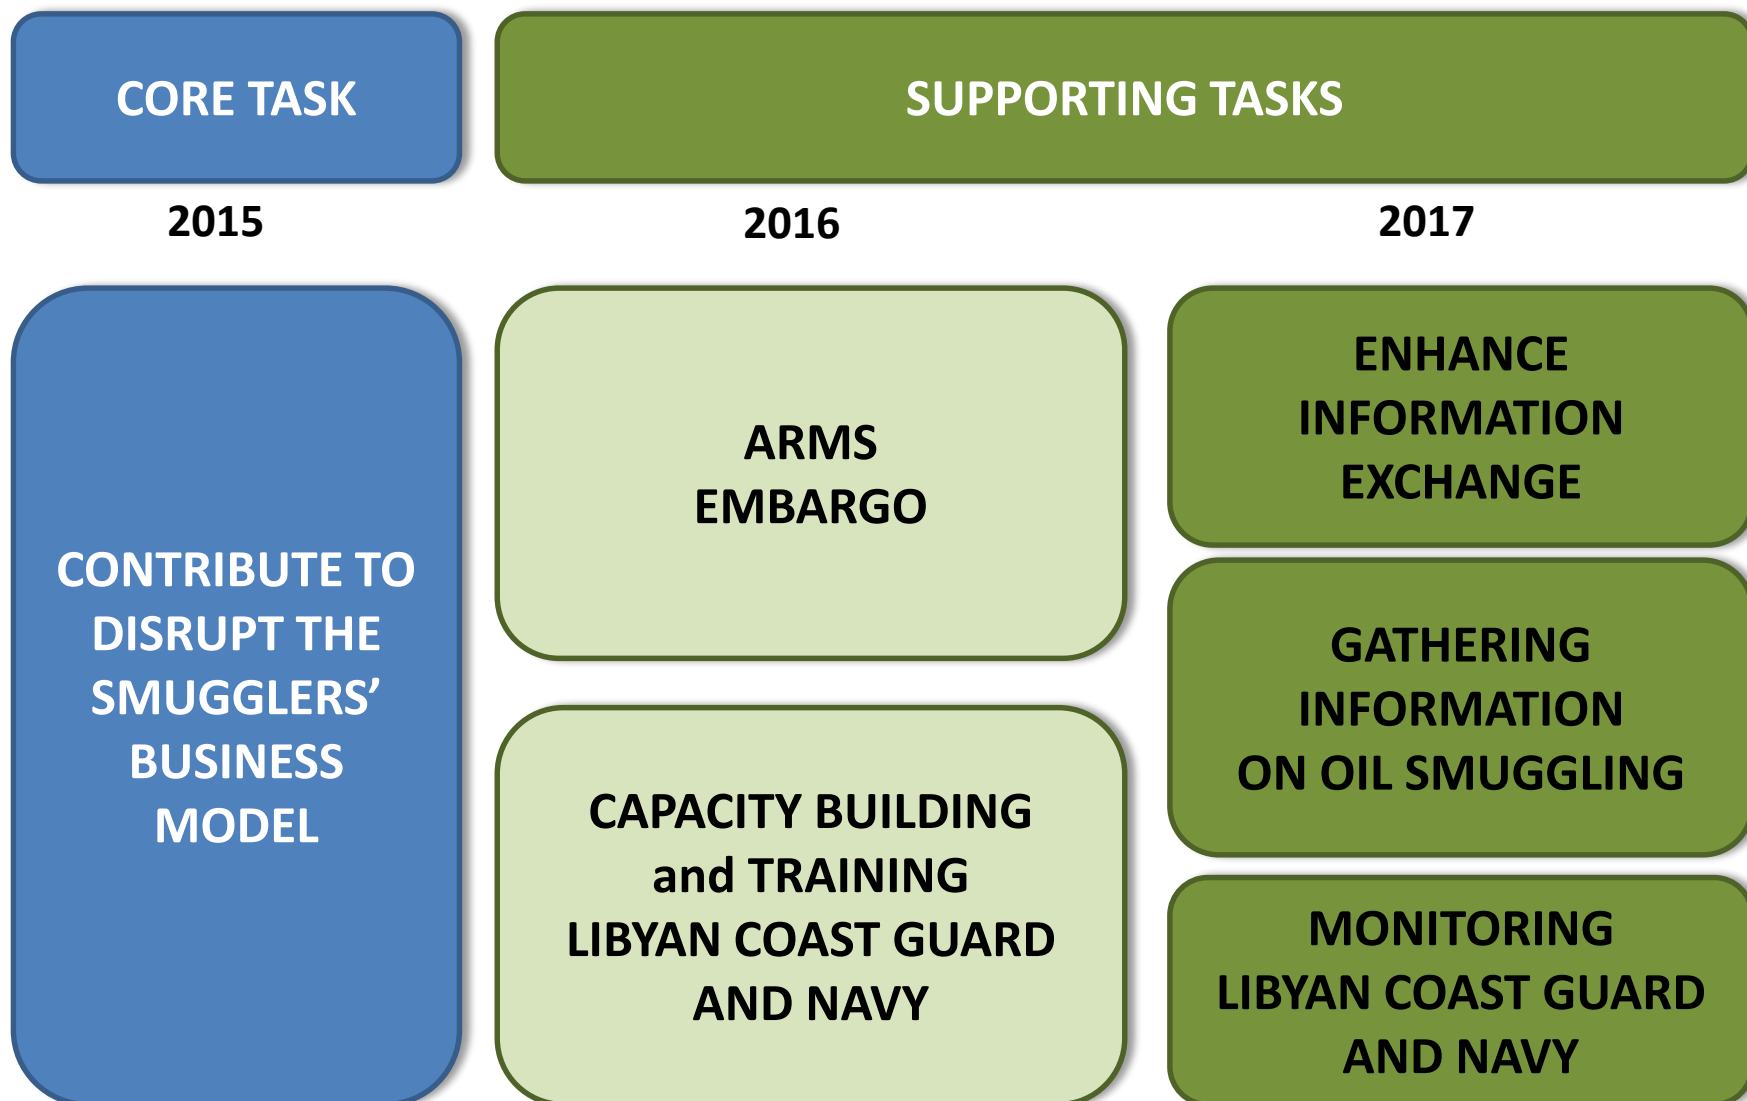 CORE TASK
SUPPORTING TASKS
2015
2016
2017
CONTRIBUTE TO
DISRUPT THE
SMUGGLERS’
BUSINESS
MODEL
ARMS
EMBARGO
CAPACITY BUILDING
and TRAINING
LIBYAN COAST GUARD
AND NAVY
ENHANCE
INFORMATION
EXCHANGE
GATHERING
INFORMATION
ON OIL SMUGGLING
MONITORING
LIBYAN COAST GUARD
AND NAVY